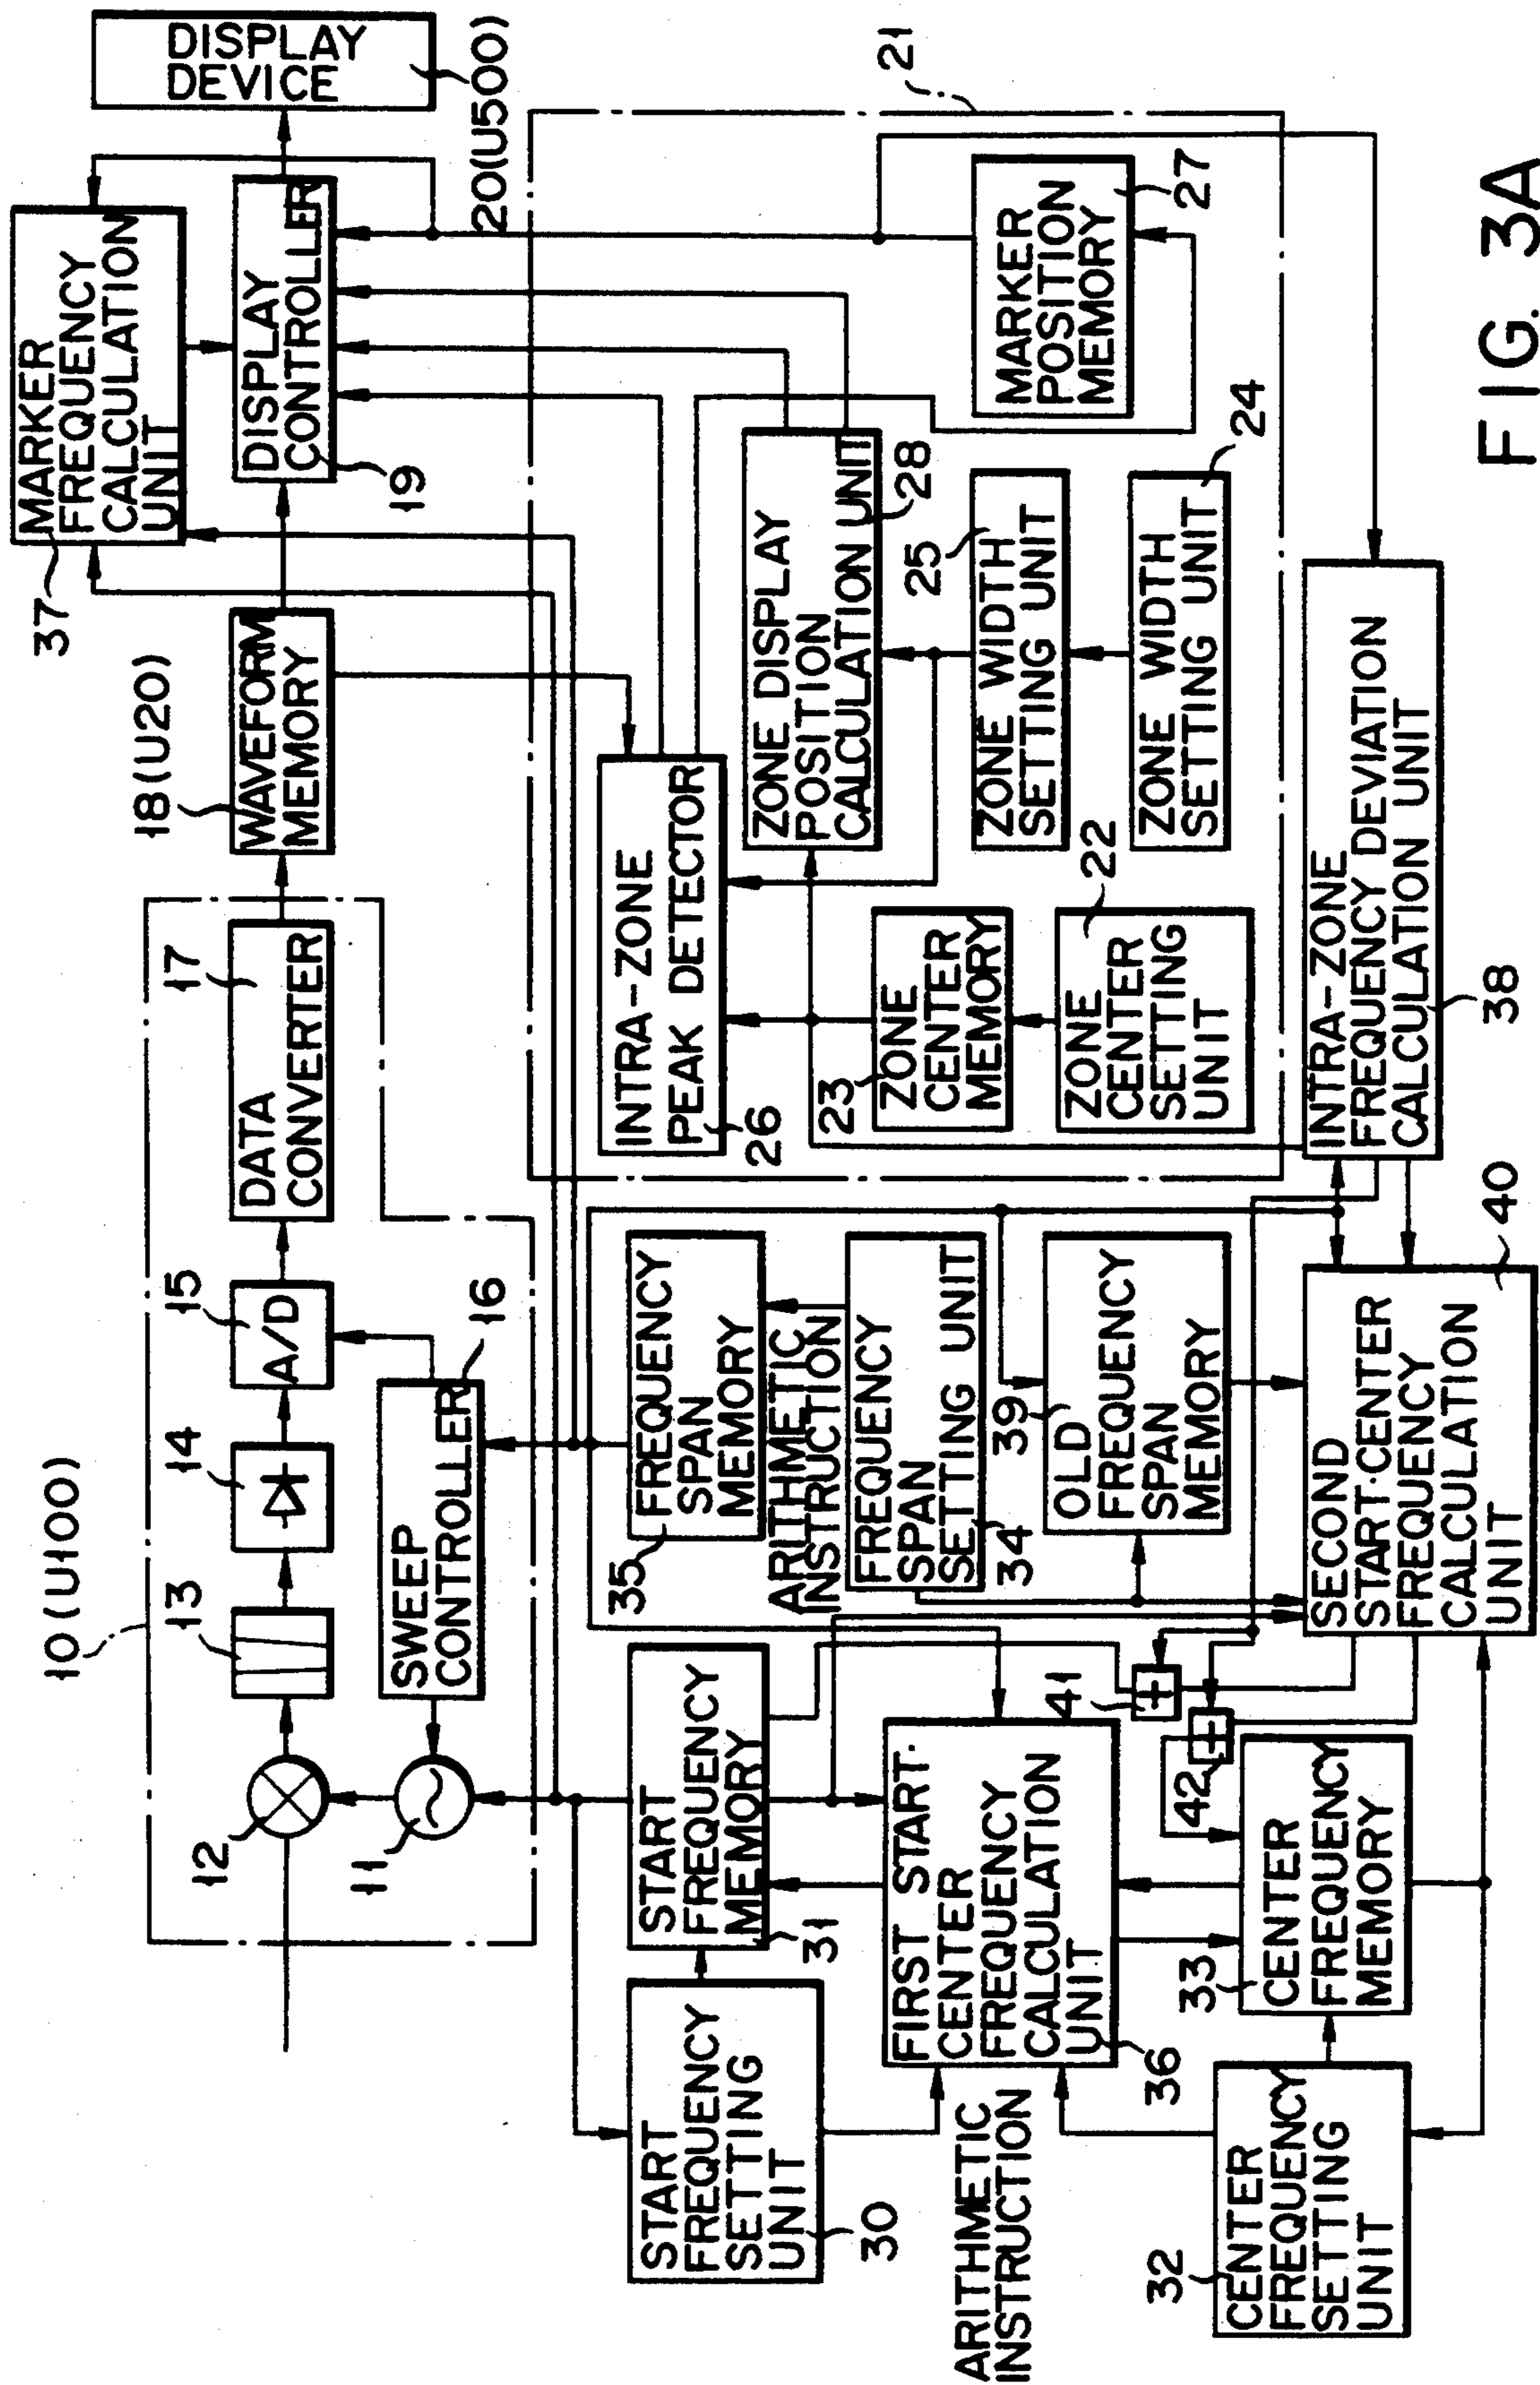 10(U100)
12
13
14
15
17
18(U20)
37
MARKER
FREQUENCY
CALCULATION
UNIT
DISPLAY
DEVICE
20(U500)
A/D
DATA
CONVERTER
WAVEFORM
MEMORY
DISPLAY
CONTROLLER
19
11
SWEEP
CONTROLLER
16
21
START
FREQUENCY
SETTING
UNIT
30
START
FREQUENCY
MEMORY
31
35
FREQUENCY
SPAN
MEMORY
ARITHMETIC
INSTRUCTION
FREQUENCY
SPAN
SETTING UNIT
34
INTRA-ZONE
PEAK DETECTOR
26
ZONE DISPLAY
POSITION
CALCULATION UNIT
28
23
ZONE
CENTER
MEMORY
22
ZONE
CENTER
SETTING
UNIT
25
ZONE WIDTH
SETTING UNIT
24
ZONE WIDTH
SETTING UNIT
MARKER
POSITION
MEMORY
27
ARITHMETIC
INSTRUCTION
FIRST START·
CENTER
FREQUENCY
CALCULATION
UNIT
36
39
OLD
FREQUENCY
SPAN
MEMORY
41
42
32
CENTER
FREQUENCY
SETTING
UNIT
33
CENTER
FREQUENCY
MEMORY
SECOND
START·CENTER
FREQUENCY
CALCULATION
UNIT
40
INTRA-ZONE
FREQUENCY DEVIATION
CALCULATION UNIT
38
FIG. 3A